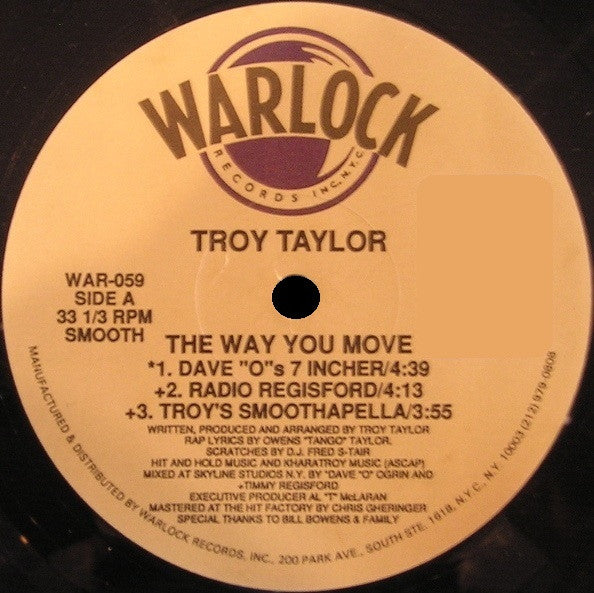 WARLOCK
RECORDS INC. N.Y.C.
TROY TAYLOR
WAR-059
SIDE A
33 1/3 RPM
SMOOTH
THE WAY YOU MOVE
*1. DAVE "O"s 7 INCHER/4:39
+2. RADIO REGISFORD/4:13
+3. TROY'S SMOOTHAPELLA/3:55
WRITTEN, PRODUCED AND ARRANGED BY TROY TAYLOR
RAP LYRICS BY OWENS "TANGO" TAYLOR.
SCRATCHES BY D.J. FRED S-TAIR
HIT AND HOLD MUSIC AND KHARATROY MUSIC (ASCAP)
MIXED AT SKYLINE STUDIOS N.Y. BY *DAVE "O" OGRIN AND
+TIMMY REGISFORD
EXECUTIVE PRODUCER AL "T" McLARAN
MASTERED AT THE HIT FACTORY BY CHRIS GHERINGER
SPECIAL THANKS TO BILL BOWENS & FAMILY
MANUFACTURED & DISTRIBUTED BY WARLOCK RECORDS, INC., 200 PARK AVE., SOUTH STE. 1618, N.Y.C., N.Y. 10003 (212) 979-0808